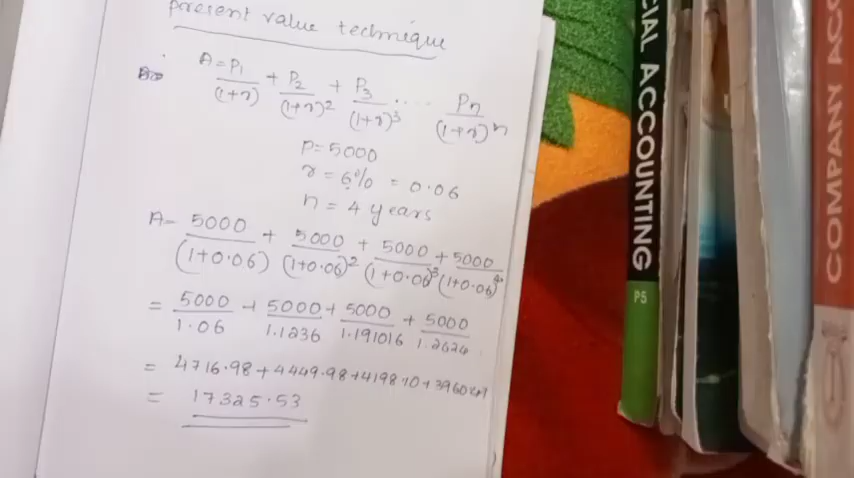 present value technique
A = P1/(1+r) + P2/(1+r)^2 + P3/(1+r)^3 .... Pn/(1+r)^n
P = 5000
r = 6% = 0.06
n = 4 years
A = 5000/(1+0.06) + 5000/(1+0.06)^2 + 5000/(1+0.06)^3 + 5000/(1+0.06)^4
= 5000/1.06 + 5000/1.1236 + 5000/1.191016 + 5000/1.2624
= 4716.98 + 4449.98 + 4198.10 +
= 17325.53
CIAL ACCOUNTING
P5
COMPANY ACC